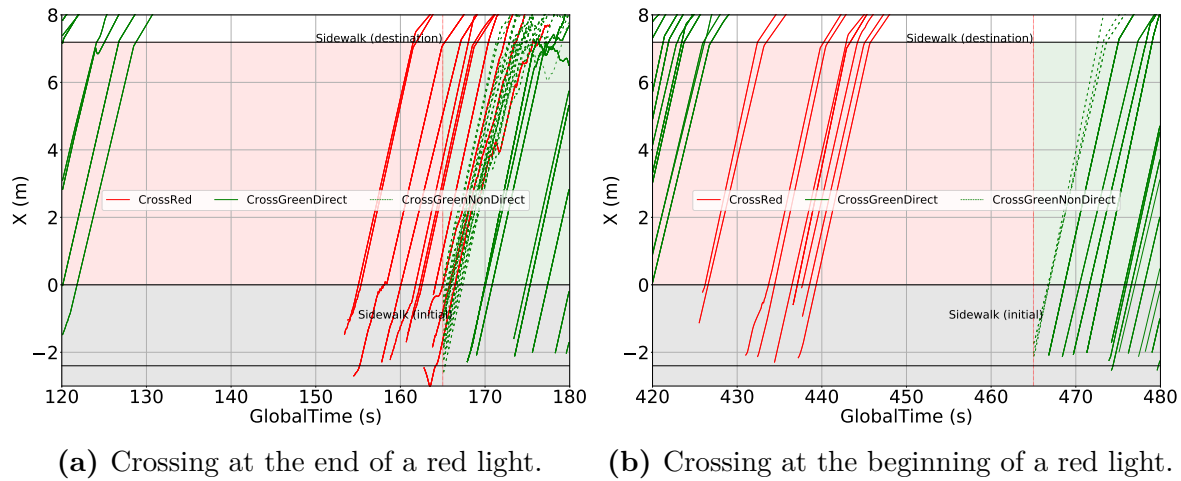 8
6
4
2
0
−2
X (m)
Sidewalk (destination)
CrossRed CrossGreenDirect CrossGreenNonDirect
Sidewalk (initial)
120 130 140 150 160 170 180
GlobalTime (s)
8
6
4
2
0
−2
X (m)
Sidewalk (destination)
CrossRed CrossGreenDirect CrossGreenNonDirect
Sidewalk (initial)
420 430 440 450 460 470 480
GlobalTime (s)
(a) Crossing at the end of a red light.
(b) Crossing at the beginning of a red light.